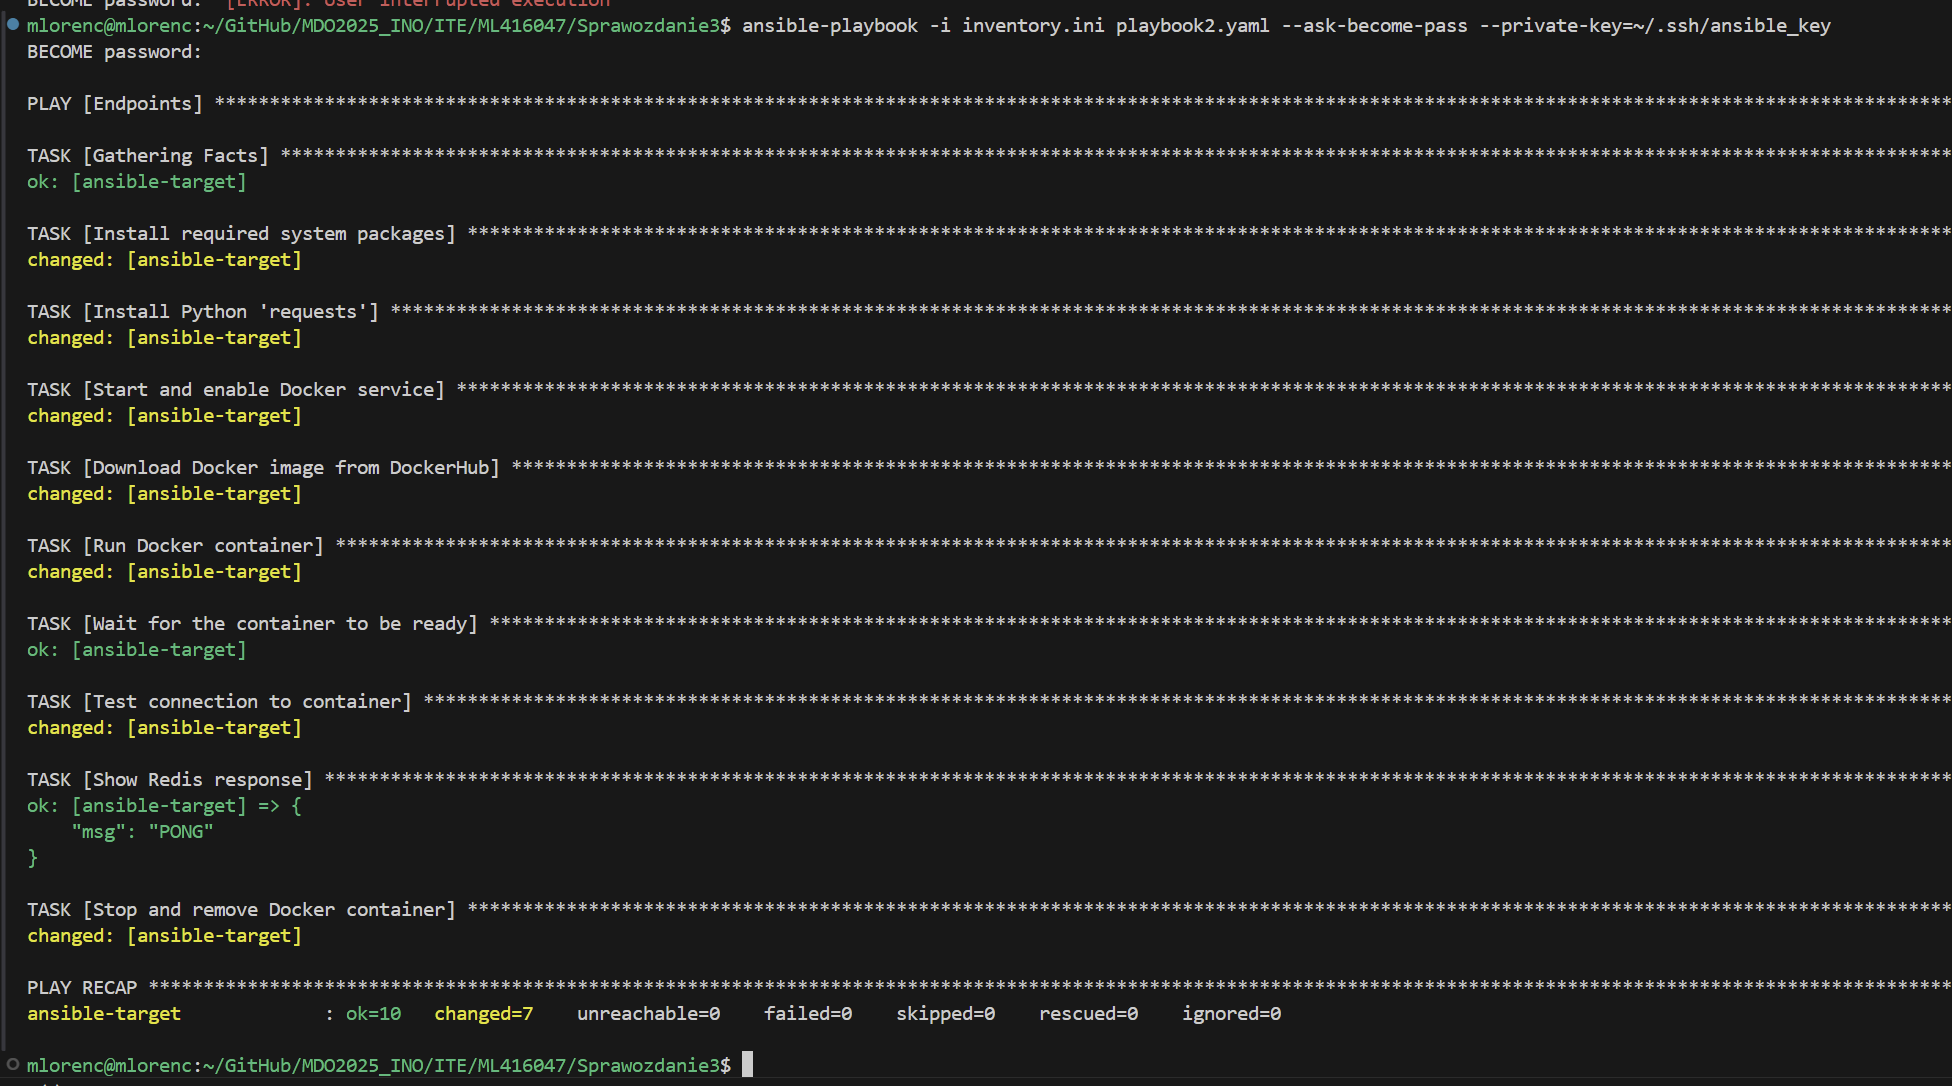 BECOME password: [ERROR]: User interrupted execution
mlorenc@mlorenc:~/GitHub/MDO2025_INO/ITE/ML416047/Sprawozdanie3$ ansible-playbook -i inventory.ini playbook2.yaml --ask-become-pass --private-key=~/.ssh/ansible_key
BECOME password:
PLAY [Endpoints] **********************************************************************************************************************************************************
TASK [Gathering Facts] ****************************************************************************************************************************************************
ok: [ansible-target]
TASK [Install required system packages] ***********************************************************************************************************************************
changed: [ansible-target]
TASK [Install Python 'requests'] ******************************************************************************************************************************************
changed: [ansible-target]
TASK [Start and enable Docker service] ************************************************************************************************************************************
changed: [ansible-target]
TASK [Download Docker image from DockerHub] *******************************************************************************************************************************
changed: [ansible-target]
TASK [Run Docker container] ***********************************************************************************************************************************************
changed: [ansible-target]
TASK [Wait for the container to be ready] *********************************************************************************************************************************
ok: [ansible-target]
TASK [Test connection to container] ***************************************************************************************************************************************
changed: [ansible-target]
TASK [Show Redis response] ************************************************************************************************************************************************
ok: [ansible-target] => {
    "msg": "PONG"
}
TASK [Stop and remove Docker container] ***********************************************************************************************************************************
changed: [ansible-target]
PLAY RECAP ****************************************************************************************************************************************************************
ansible-target             : ok=10   changed=7    unreachable=0    failed=0    skipped=0    rescued=0    ignored=0
mlorenc@mlorenc:~/GitHub/MDO2025_INO/ITE/ML416047/Sprawozdanie3$